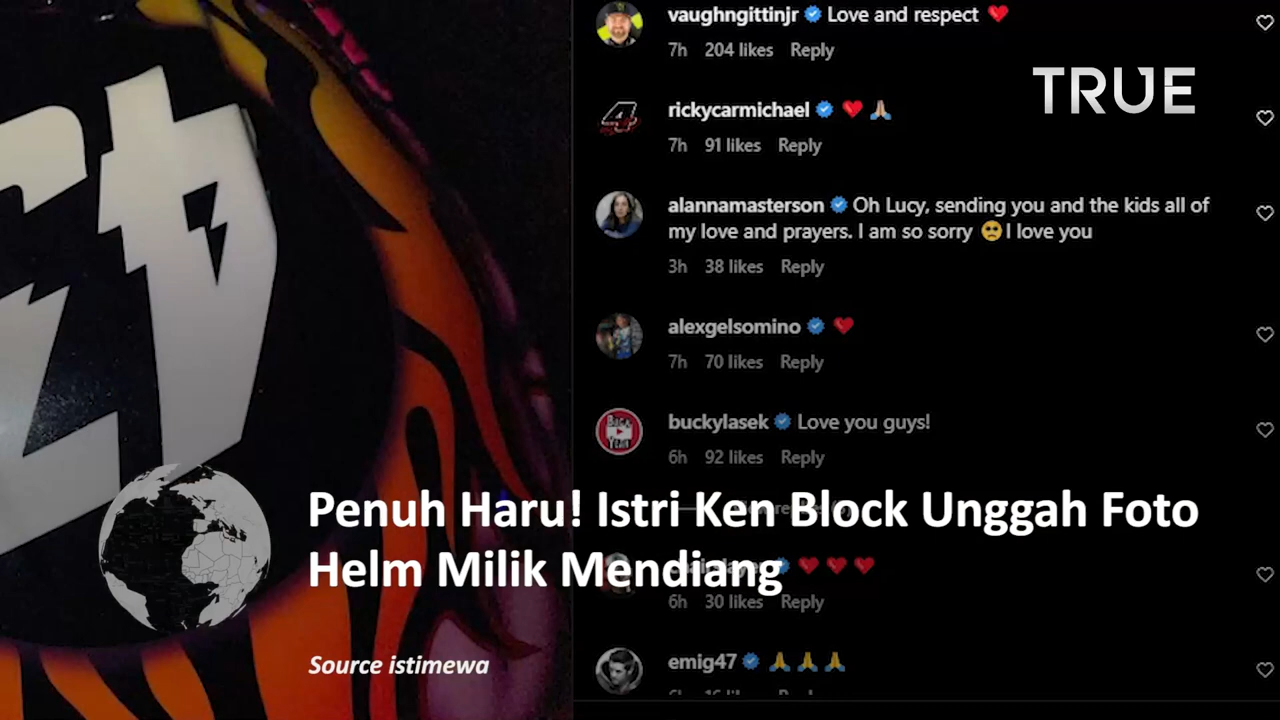 vaughngittinjr Love and respect ❤️
7h 204 likes Reply
TRUE
rickycarmichael ❤️🙏🏼
7h 91 likes Reply
alannamasterson Oh Lucy, sending you and the kids all of
my love and prayers. I am so sorry 🥺I love you
3h 38 likes Reply
alexgelsomino ❤️
7h 70 likes Reply
buckylasek Love you guys!
6h 92 likes Reply
Penuh Haru! Istri Ken Block Unggah Foto
Helm Milik Mendiang
❤️❤️❤️
6h 30 likes Reply
emig47 🙏🙏🙏
Source istimewa